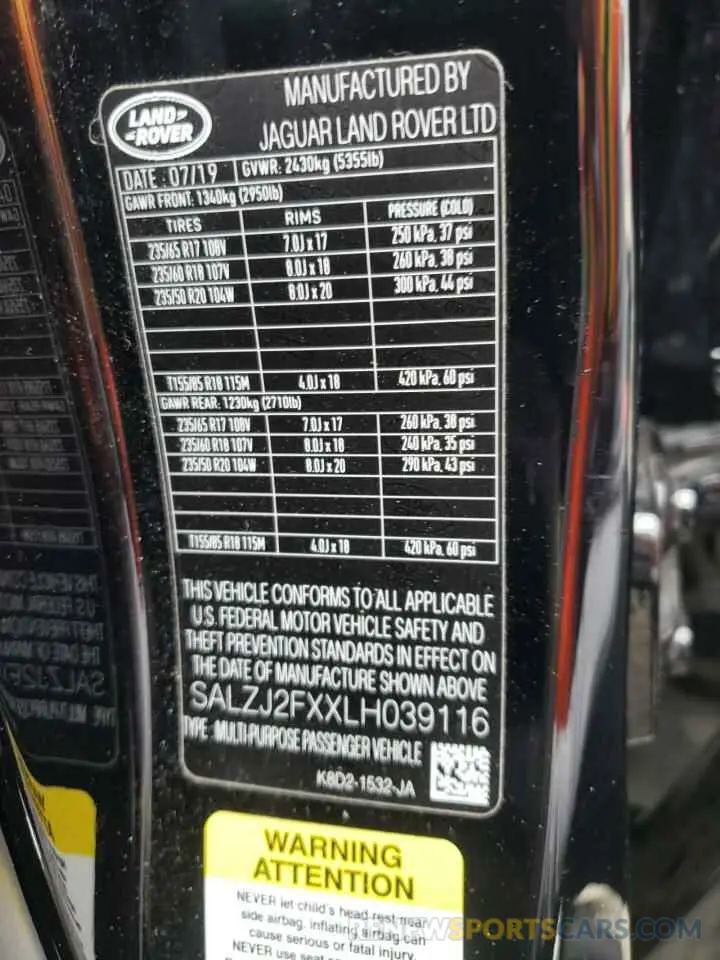 LAND ROVER
MANUFACTURED BY
JAGUAR LAND ROVER LTD
DATE : 07/19 GVWR: 2430kg (5355lb)
GAWR FRONT: 1340kg (2950lb)
TIRES RIMS PRESSURE (COLD)
235/65 R17 108V 7.0J x 17 250 kPa, 37 psi
235/60 R18 107V 8.0J x 18 260 kPa, 38 psi
235/50 R20 104W 8.0J x 20 300 kPa, 44 psi
T155/85 R18 115M 4.0J x 18 420 kPa, 60 psi
GAWR REAR: 1230kg (2710lb)
235/65 R17 108V 7.0J x 17 260 kPa, 38 psi
235/60 R18 107V 8.0J x 18 240 kPa, 35 psi
235/50 R20 104W 8.0J x 20 290 kPa, 43 psi
T155/85 R18 115M 4.0J x 18 420 kPa, 60 psi
THIS VEHICLE CONFORMS TO ALL APPLICABLE
U.S. FEDERAL MOTOR VEHICLE SAFETY AND
THEFT PREVENTION STANDARDS IN EFFECT ON
THE DATE OF MANUFACTURE SHOWN ABOVE
SALZJ2FXXLH039116
TYPE : MULTI-PURPOSE PASSENGER VEHICLE
K8D2-1532-JA
WARNING
ATTENTION
NEVER let child's head rest near
side airbag, inflating airbag can
cause serious or fatal injury.
NEVER use seat
RENEWSPORTSCARS.COM